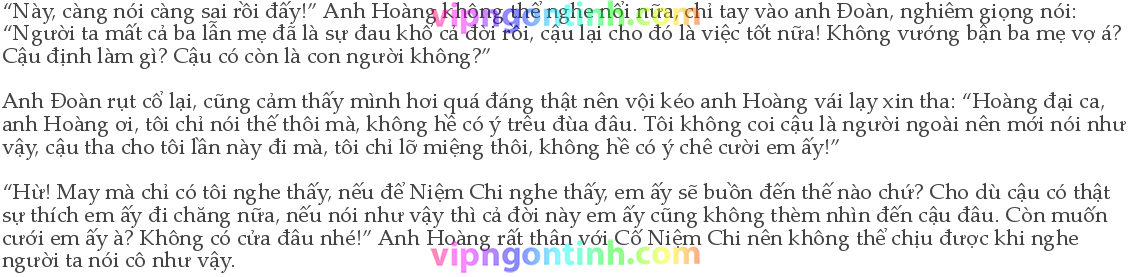 “Này, càng nói càng sai rồi đấy!” Anh Hoàng không thể nghe nổi nữa, chỉ tay vào anh Đoàn, nghiêm giọng nói:
“Người ta mất cả ba lẫn mẹ đã là sự đau khổ cả đời rồi, cậu lại cho đó là việc tốt nữa! Không vướng bận ba mẹ vợ á?
Cậu định làm gì? Cậu có còn là con người không?”
Anh Đoàn rụt cổ lại, cũng cảm thấy mình hơi quá đáng thật nên vội kéo anh Hoàng vái lạy xin tha: “Hoàng đại ca,
anh Hoàng ơi, tôi chỉ nói thế thôi mà, không hề có ý trêu đùa đâu. Tôi không coi cậu là người ngoài nên mới nói như
vậy, cậu tha cho tôi lần này đi mà, tôi chỉ lỡ miệng thôi, không hề có ý chê cười em ấy!”
“Hừ! May mà chỉ có tôi nghe thấy, nếu để Niệm Chi nghe thấy, em ấy sẽ buồn đến thế nào chứ? Cho dù cậu có thật
sự thích em ấy đi chăng nữa, nếu nói như vậy thì cả đời này em ấy cũng không thèm nhìn đến cậu đâu. Còn muốn
cưới em ấy à? Không có cửa đâu nhé!” Anh Hoàng rất thân với Cố Niệm Chi nên không thể chịu được khi nghe
người ta nói cô như vậy.
vipngontinh.com
vipngontinh.com